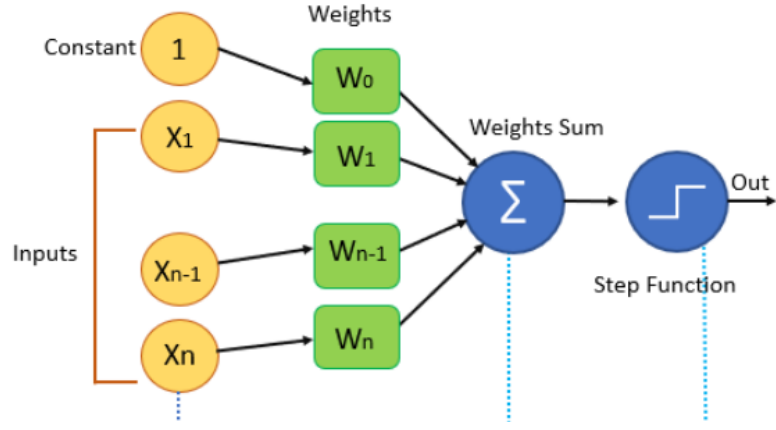 Weights
Constant
1
W₀
X₁
W₁
Weights Sum
Σ
Out
Inputs
Xₙ₋₁
Wₙ₋₁
Step Function
Xn
Wn